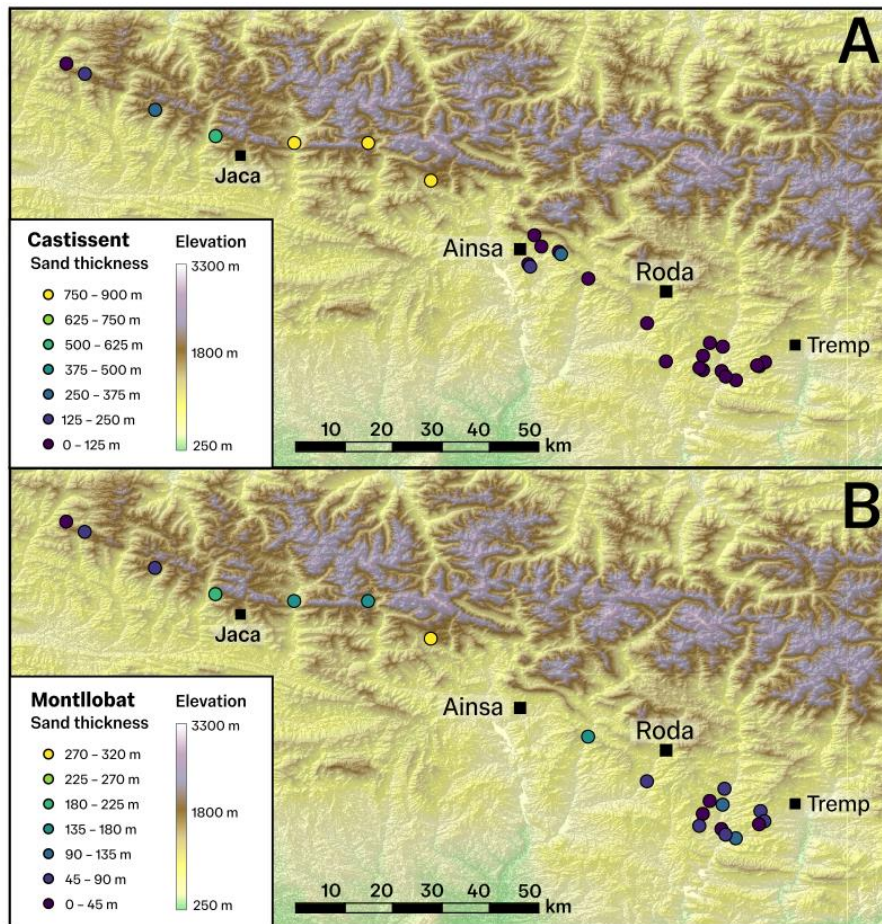 A
Jaca
Ainsa
Roda
Tremp
Castissent
Sand thickness
750 – 900 m
625 – 750 m
500 – 625 m
375 – 500 m
250 – 375 m
125 – 250 m
0 – 125 m
Elevation
3300 m
1800 m
250 m
10 20 30 40 50
km
B
Jaca
Ainsa
Roda
Tremp
Montllobat
Sand thickness
270 – 320 m
225 – 270 m
180 – 225 m
135 – 180 m
90 – 135 m
45 – 90 m
0 – 45 m
Elevation
3300 m
1800 m
250 m
10 20 30 40 50
km